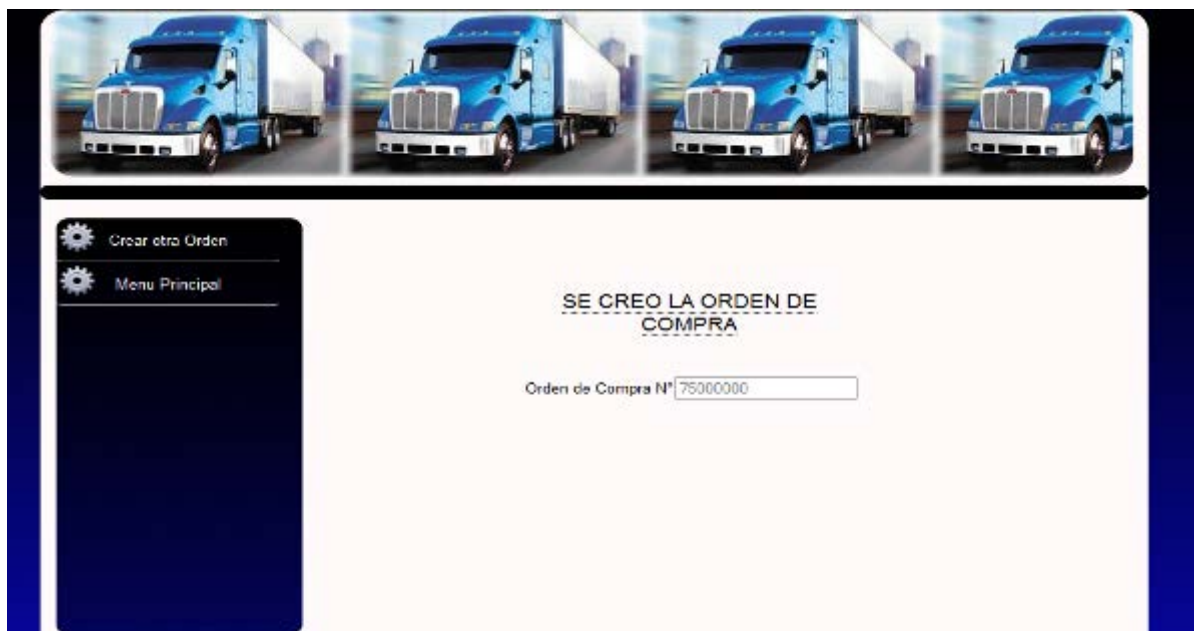 Crear otra Orden
Menu Principal
SE CREO LA ORDEN DE
COMPRA
Orden de Compra N° 75000000